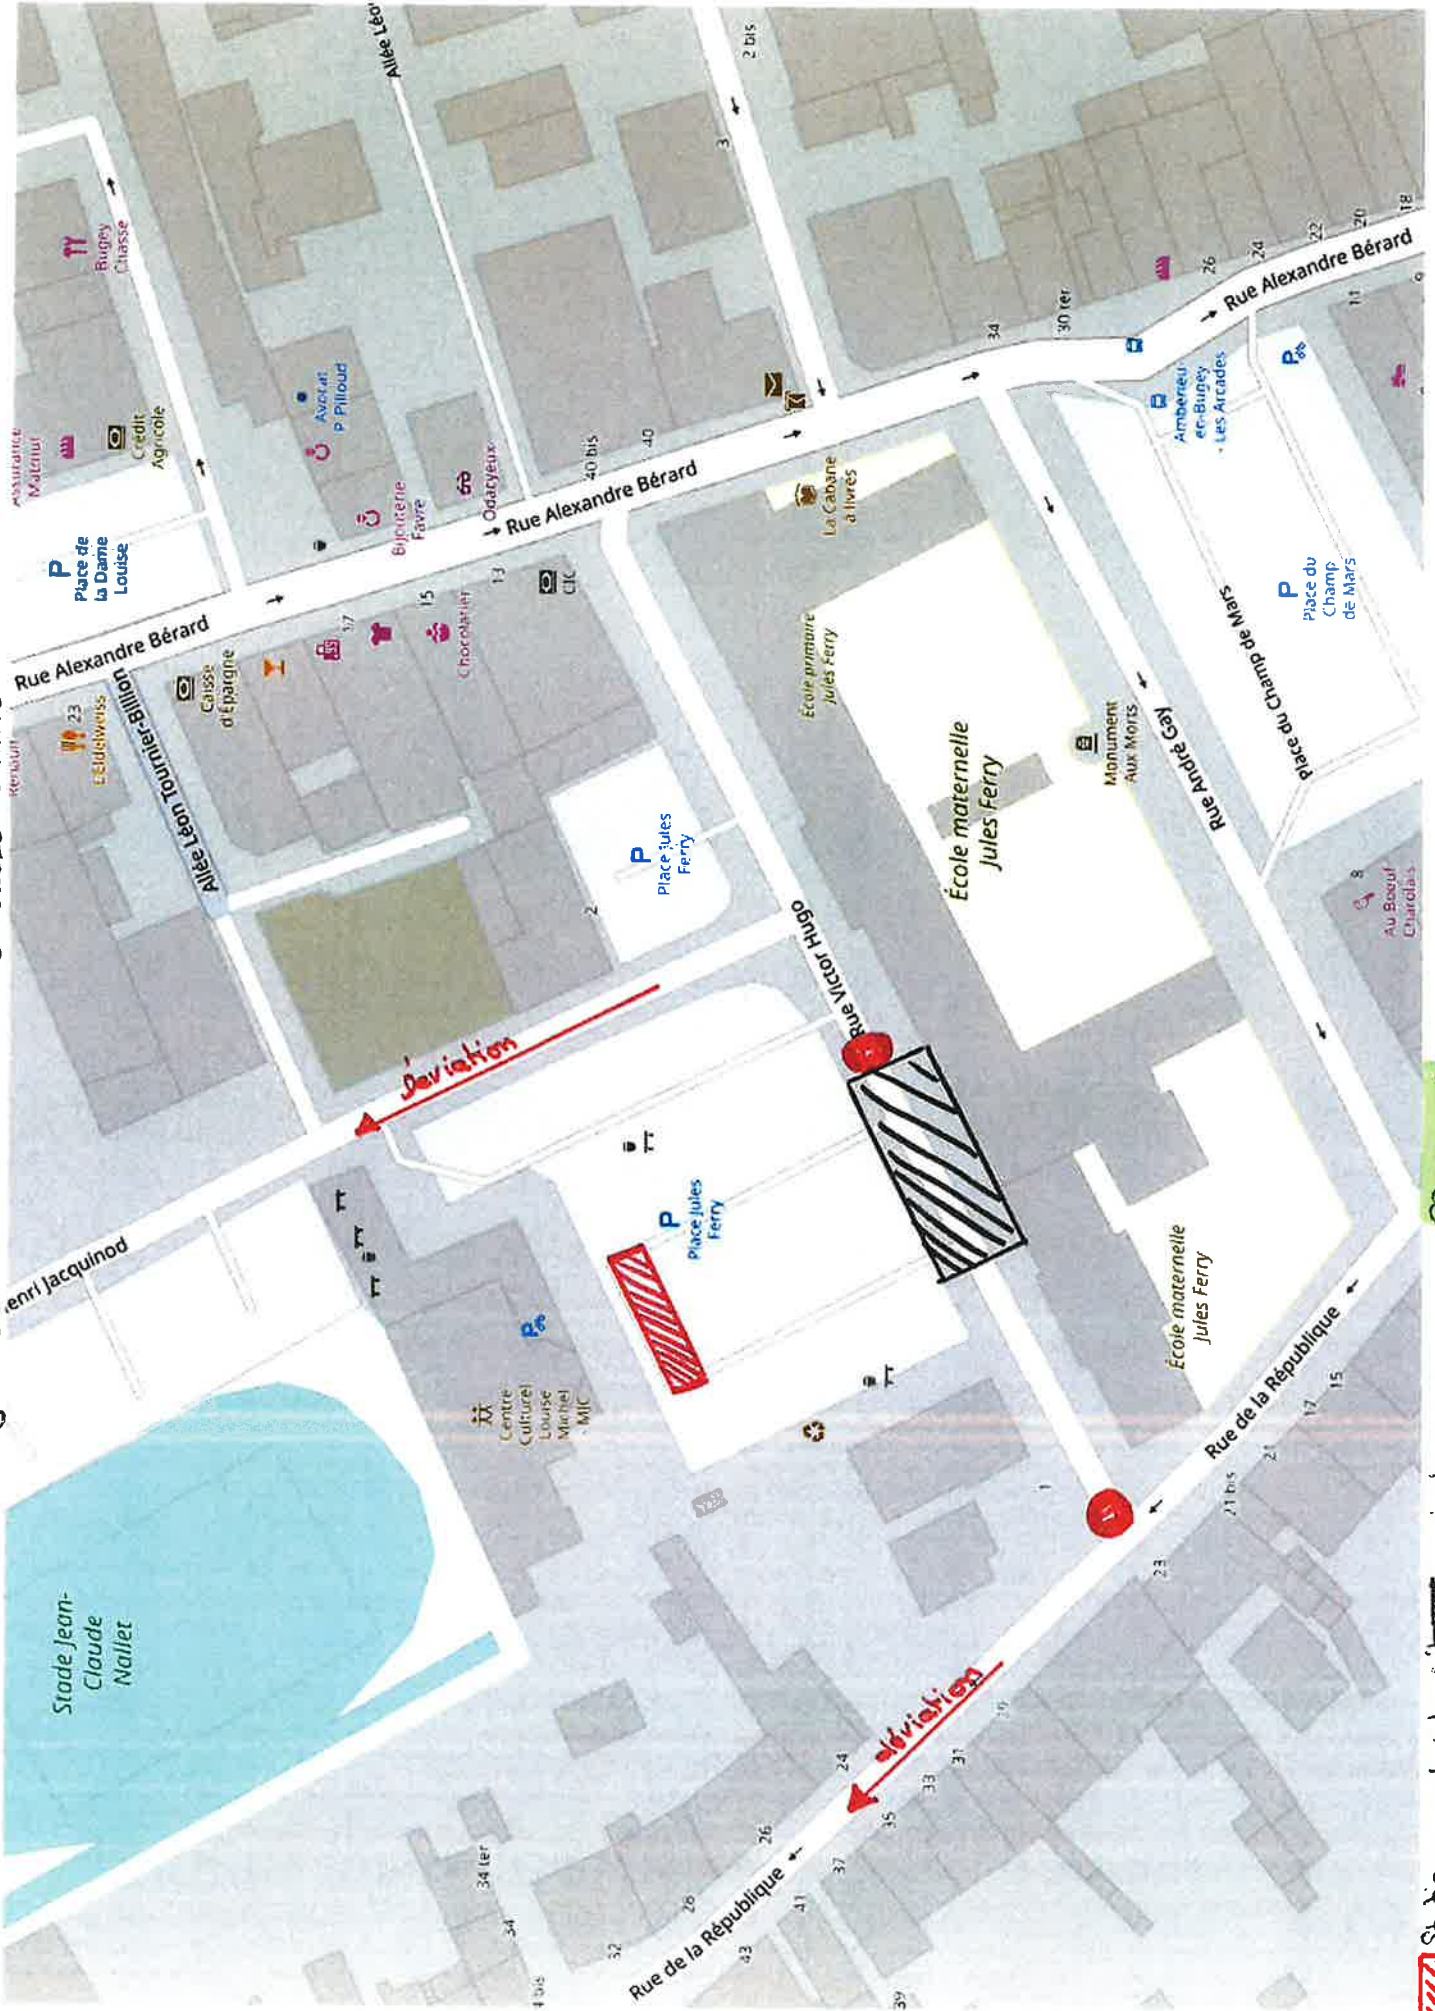 Assurance
Matmut
Bugey
Chasse
Crédit
Agricole
P
Place de
la Dame
Louise
Avocat
P. Pilloud
Bijouterie
Favre
Odacyeux
Rue Alexandre Bérard
Renault
23
L'Edelweiss
Allée Léon Tournier-Billion
Caisse
d'Épargne
17
15
Chocolatier
13
CIC
Rue Alexandre Bérard
40 bis
40
3
2 bis
34
30 ter
26
24
22
20
18
Rue Alexandre Bérard
11
9
Ambérieu-
en-Bugey
- Les Arcades
La Cabane
à livres
École primaire
Jules Ferry
École maternelle
Jules Ferry
Monument
Aux Morts
Rue André Gay
Place du Champ de Mars
P
Place du
Champ
de Mars
8
Au Boeuf
Charolais
2
P
Place Jules
Ferry
Rue Victor Hugo
Déviation
Henri Jacquinod
P
Place Jules
Ferry
Centre
Culturel
Louise
Michel
- MJC
Stade Jean-
Claude
Nallet
École maternelle
Jules Ferry
Rue de la République
15
17
21
21 bis
23
1
déviation
24
26
28
31
33
35
37
41
43
39
32
34
34 ter
Rue de la République